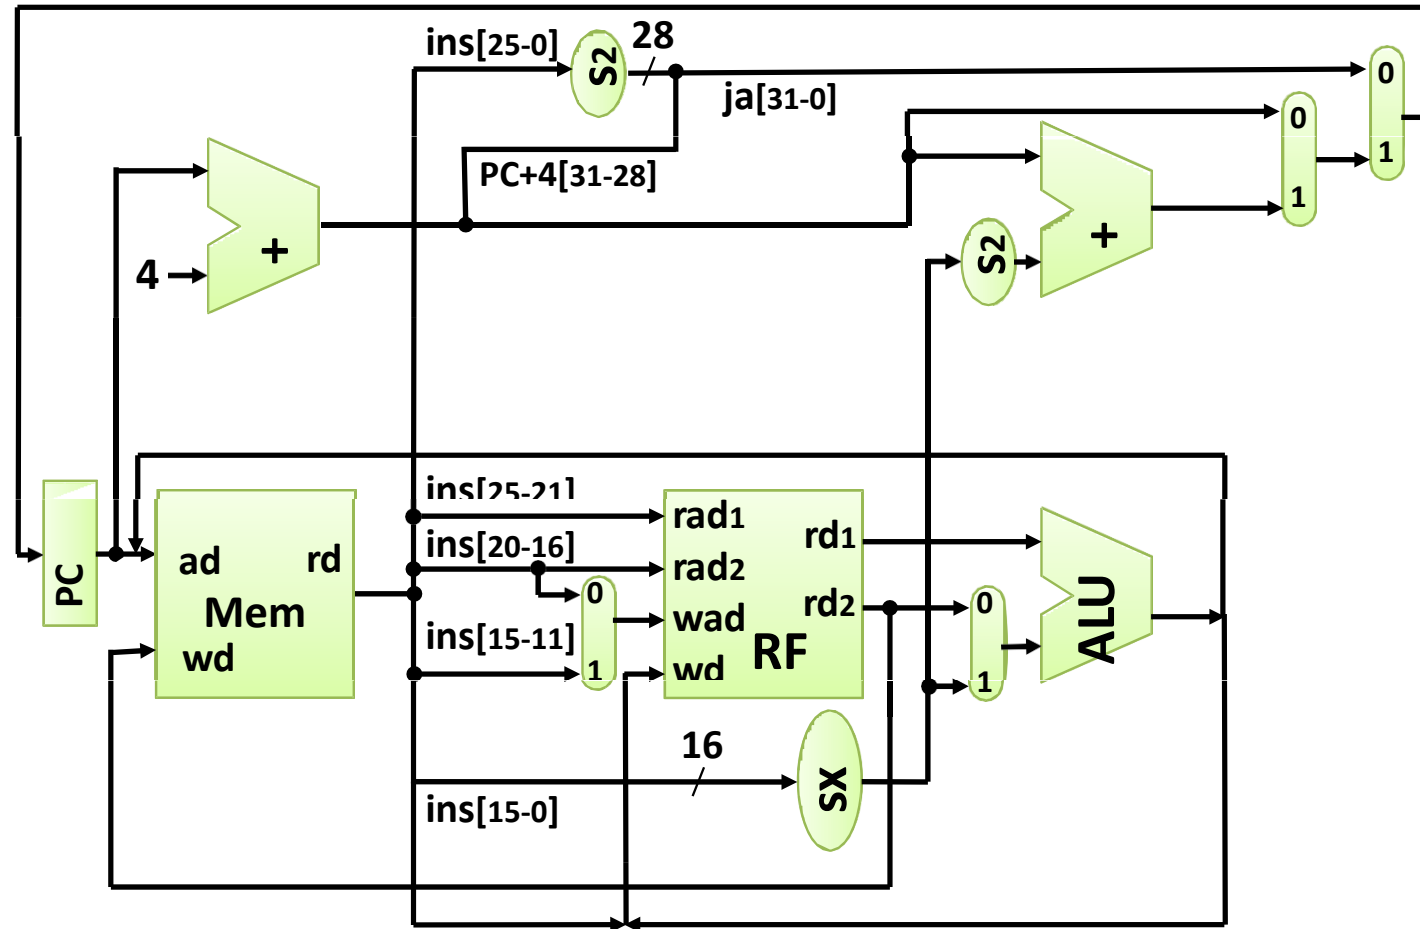 ins[25-0]
S2
28
ja[31-0]
0
1
0
1
PC+4[31-28]
+
4
S2
+
PC
ad
rd
Mem
wd
ins[25-21]
ins[20-16]
ins[15-11]
0
1
rad1
rad2
wad
wd
rd1
rd2
RF
0
1
ALU
16
ins[15-0]
SX